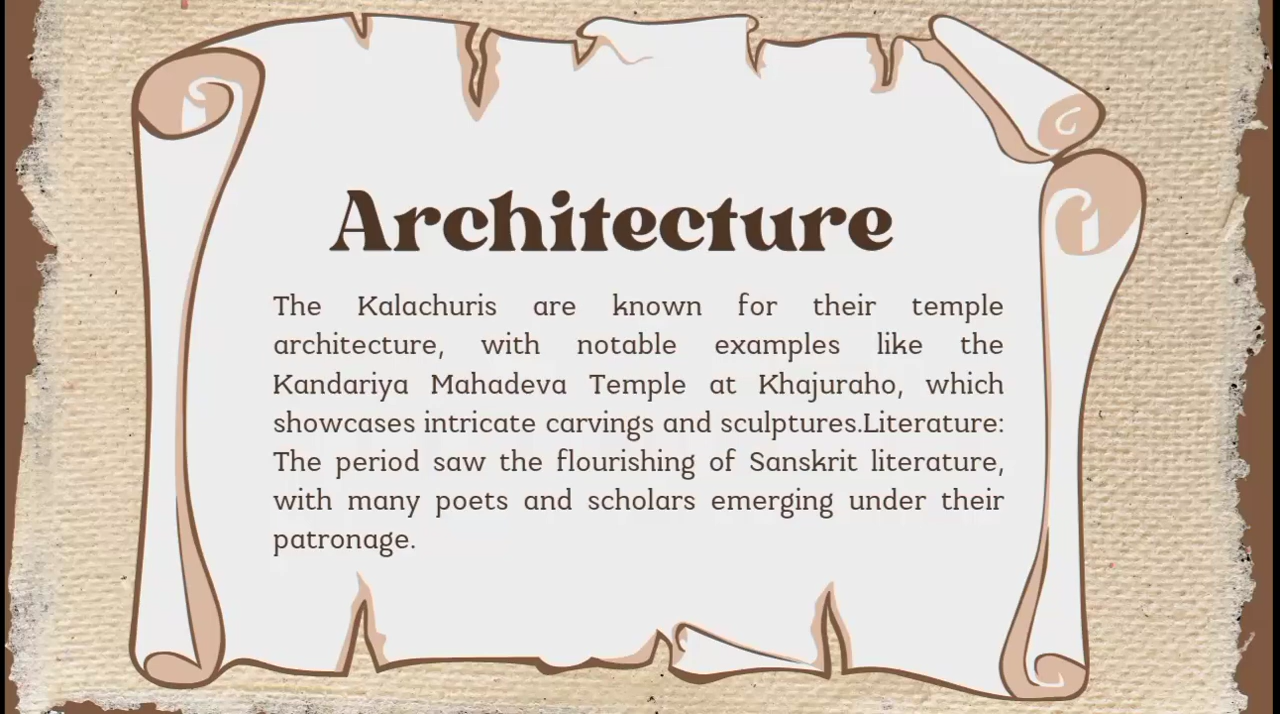 Architecture
The Kalachuris are known for their temple
architecture, with notable examples like the
Kandariya Mahadeva Temple at Khajuraho, which
showcases intricate carvings and sculptures.Literature:
The period saw the flourishing of Sanskrit literature,
with many poets and scholars emerging under their
patronage.